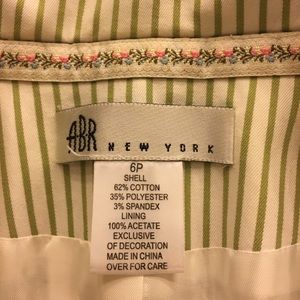 ABR NEW YORK
6P
SHELL
62% COTTON
35% POLYESTER
3% SPANDEX
LINING
100% ACETATE
EXCLUSIVE
OF DECORATION
MADE IN CHINA
OVER FOR CARE